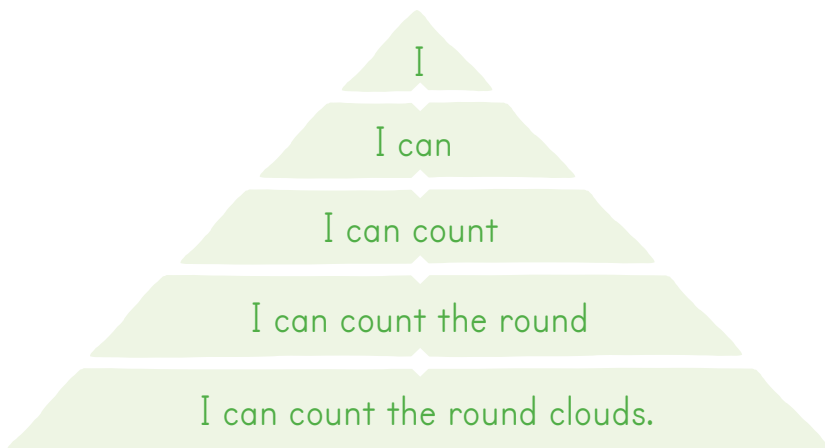 I
I can
I can count
I can count the round
I can count the round clouds.